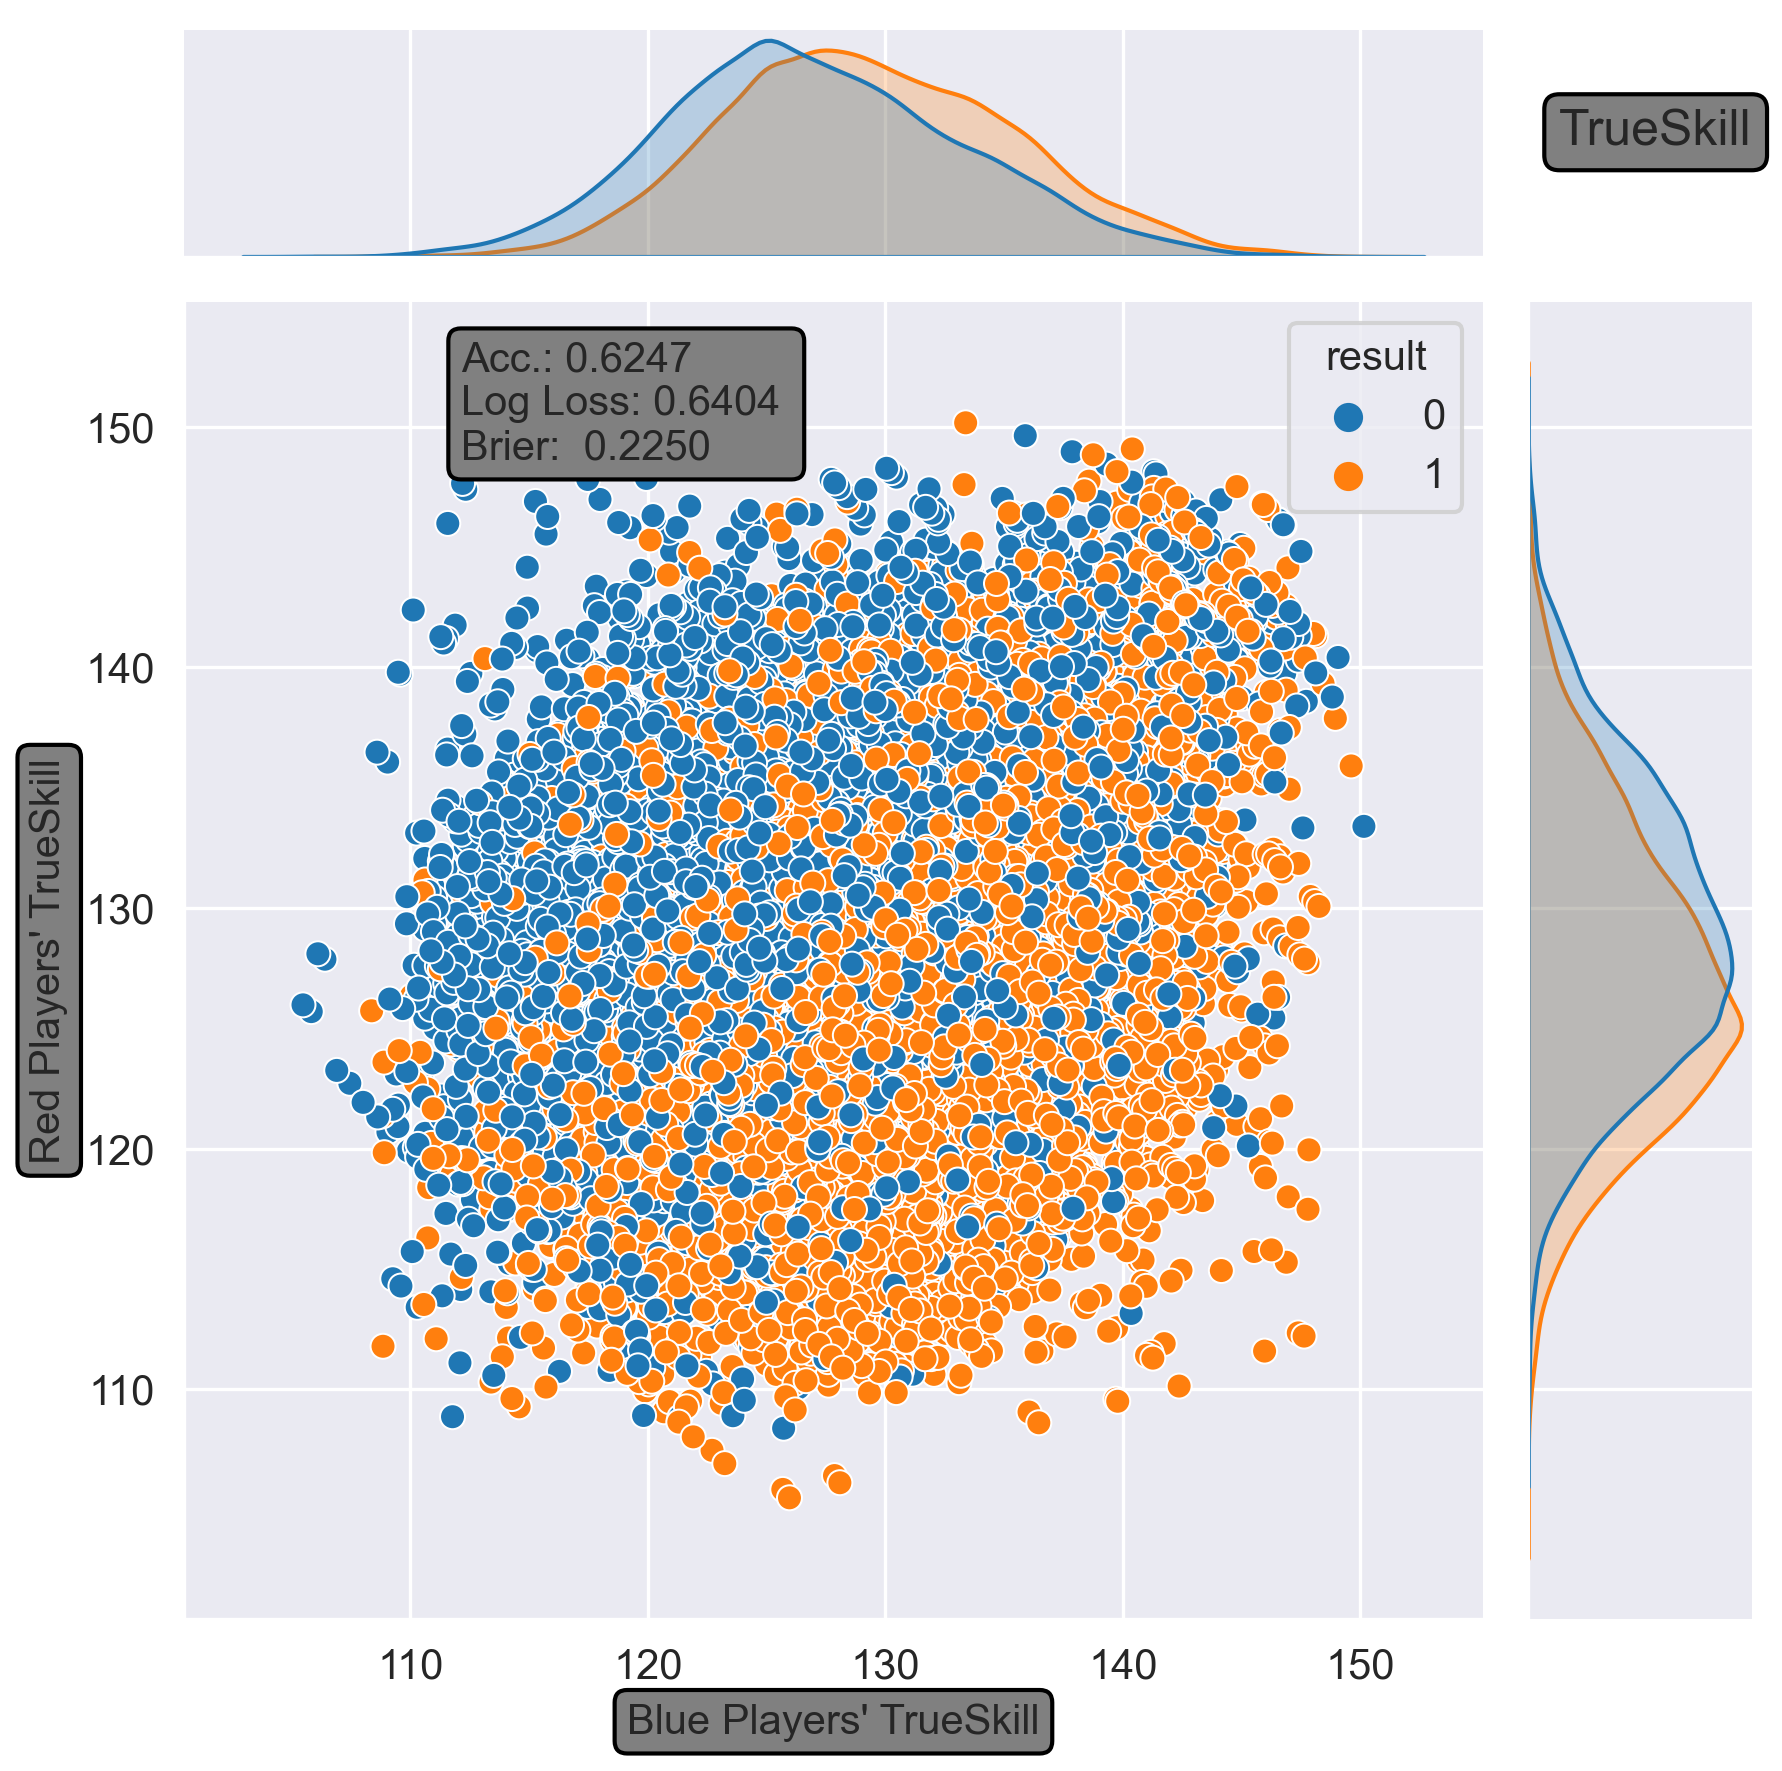 TrueSkill
Acc.: 0.6247
Log Loss: 0.6404
Brier:  0.2250
result
0
1
150
140
130
120
110
Red Players' TrueSkill
110
120
130
140
150
Blue Players' TrueSkill